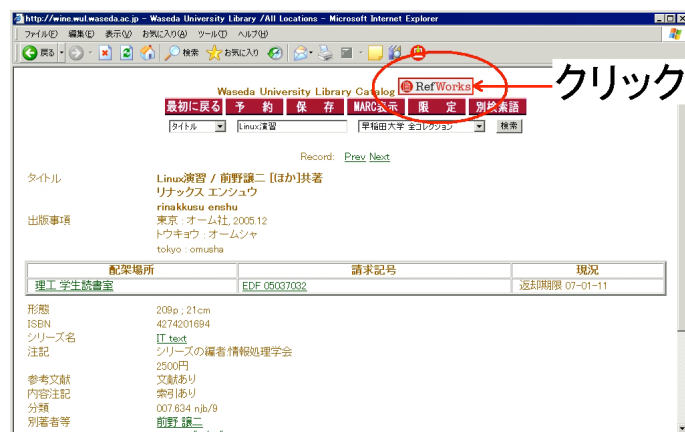 http://wine.wul.waseda.ac.jp - Waseda University Library /All Locations - Microsoft Internet Explorer
ファイル(F) 編集(E) 表示(V) お気に入り(A) ツール(T) ヘルプ(H)
戻る 検索 お気に入り
Waseda University Library Catalog RefWorks クリック
最初に戻る 予 約 保 存 MARC表示 限 定 別検索語
タイトル Linux演習 早稲田大学 全コレクション 検索
Record: Prev Next
タイトル Linux演習 / 前野譲二 [ほか]共著
リナックス エンシュウ
rinakkusu enshu
出版事項 東京 : オーム社, 2005.12
トウキョウ : オームシャ
tokyo : omusha
配架場所 請求記号 現況
理工 学生読書室 EDF 05037032 返却期限 07-01-11
形態 209p ; 21cm
ISBN 4274201694
シリーズ名 IT text
注記 シリーズの編者:情報処理学会
2500円
参考文献 文献あり
内容注記 索引あり
分類 007.634 njb/9
別著者等 前野 譲二